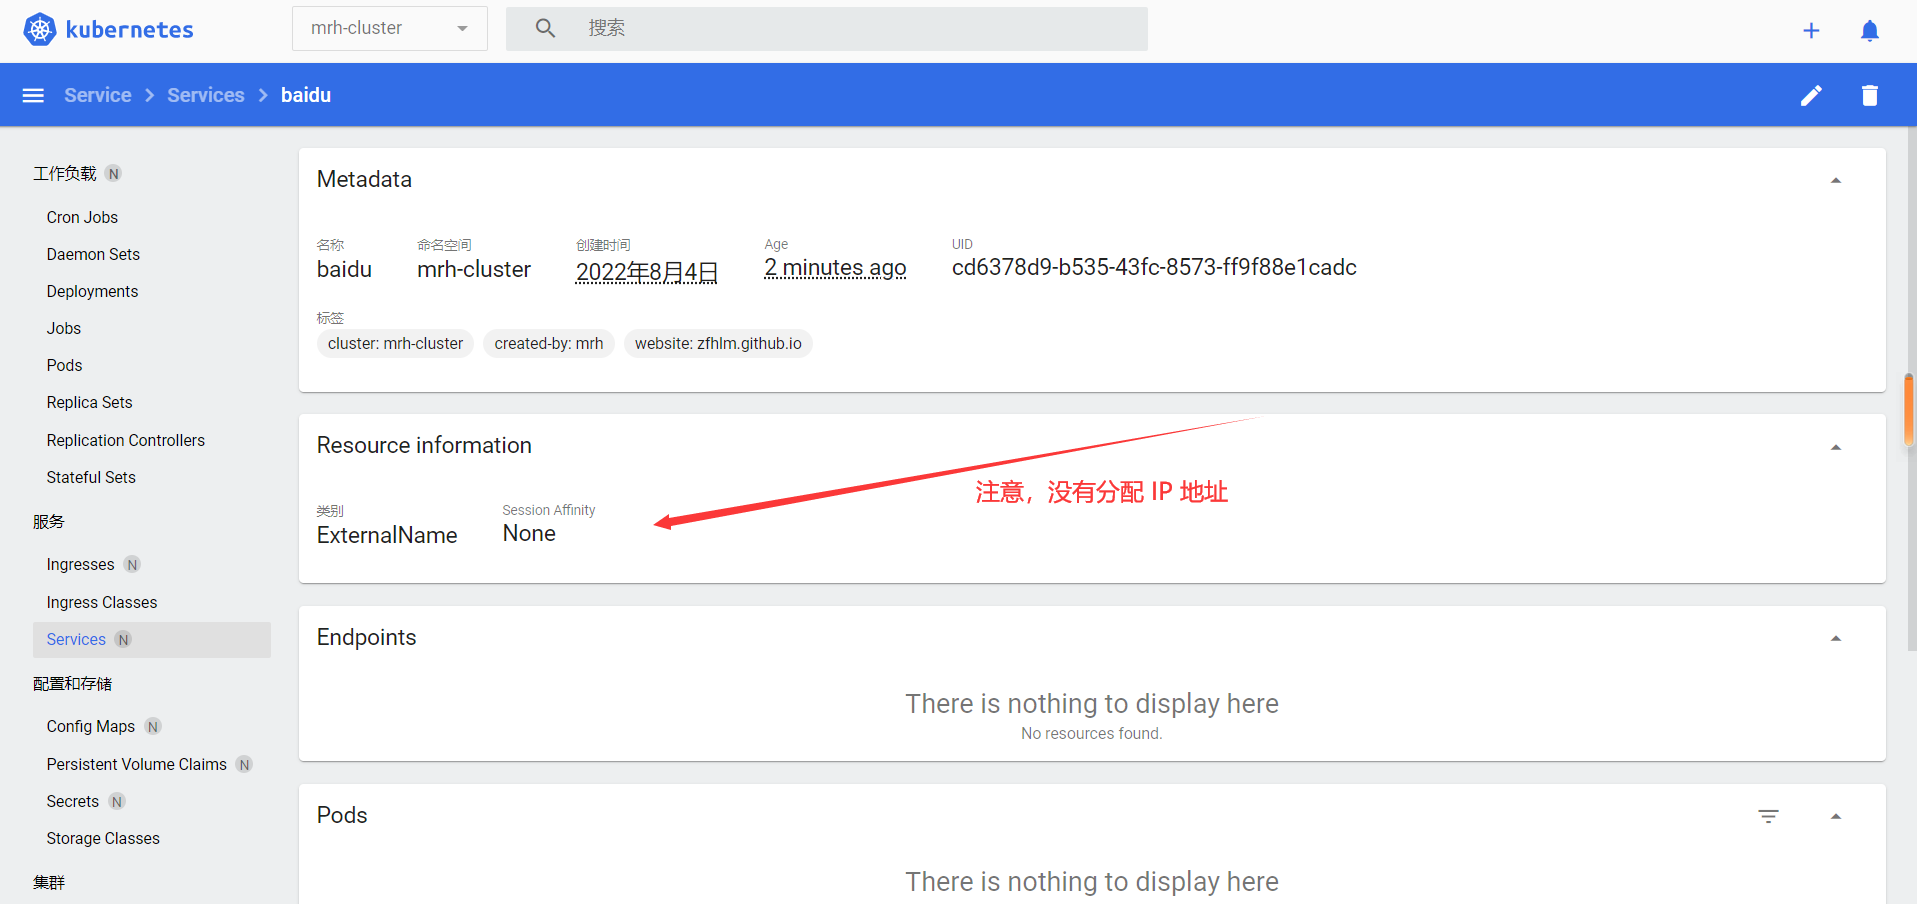 kubernetes
mrh-cluster
搜索
Service
Services
baidu
工作负载 N
Cron Jobs
Daemon Sets
Deployments
Jobs
Pods
Replica Sets
Replication Controllers
Stateful Sets
服务
Ingresses N
Ingress Classes
Services N
配置和存储
Config Maps N
Persistent Volume Claims N
Secrets N
Storage Classes
集群
Metadata
名称 命名空间 创建时间 Age UID
baidu mrh-cluster 2022年8月4日 2 minutes ago cd6378d9-b535-43fc-8573-ff9f88e1cadc
标签
cluster: mrh-cluster created-by: mrh website: zfhlm.github.io
Resource information
注意，没有分配 IP 地址
类别 Session Affinity
ExternalName None
Endpoints
There is nothing to display here
No resources found.
Pods
There is nothing to display here